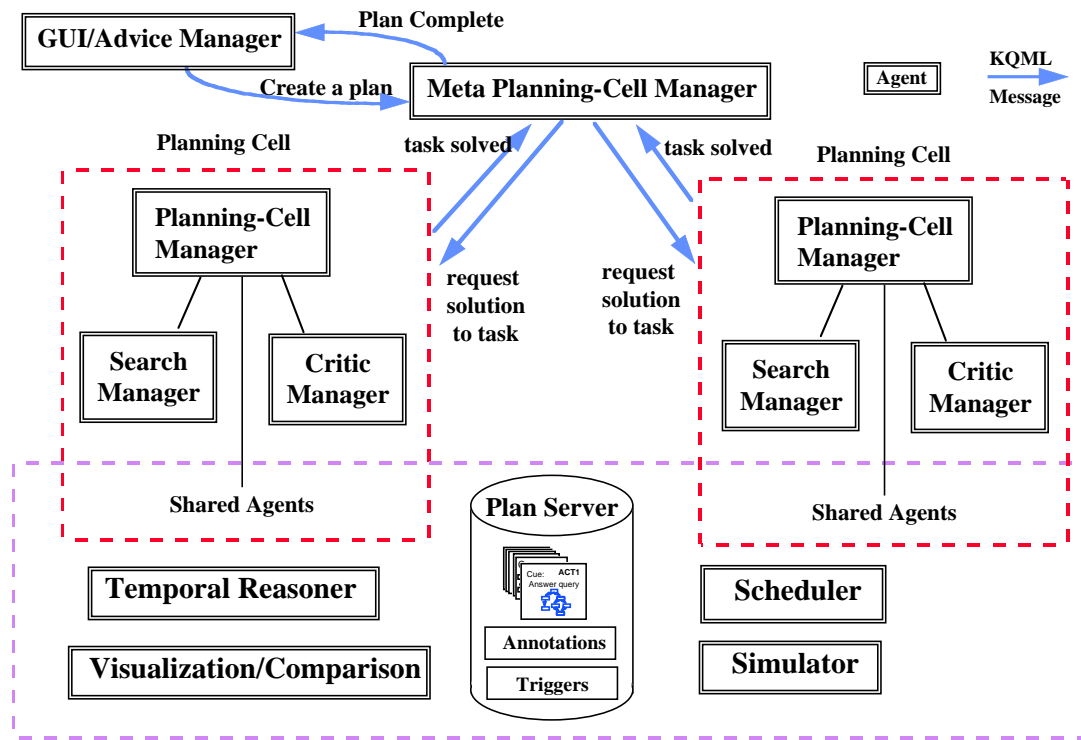 Plan Complete
GUI/Advice Manager
Create a plan
Meta Planning-Cell Manager
Agent
KQML
Message
Planning Cell
task solved
task solved
Planning Cell
Planning-Cell
Manager
Search
Manager
Critic
Manager
request
solution
to task
request
solution
to task
Planning-Cell
Manager
Search
Manager
Critic
Manager
Shared Agents
Plan Server
Shared Agents
Cue:
ACT1
Answer query
Annotations
Triggers
Temporal Reasoner
Visualization/Comparison
Scheduler
Simulator